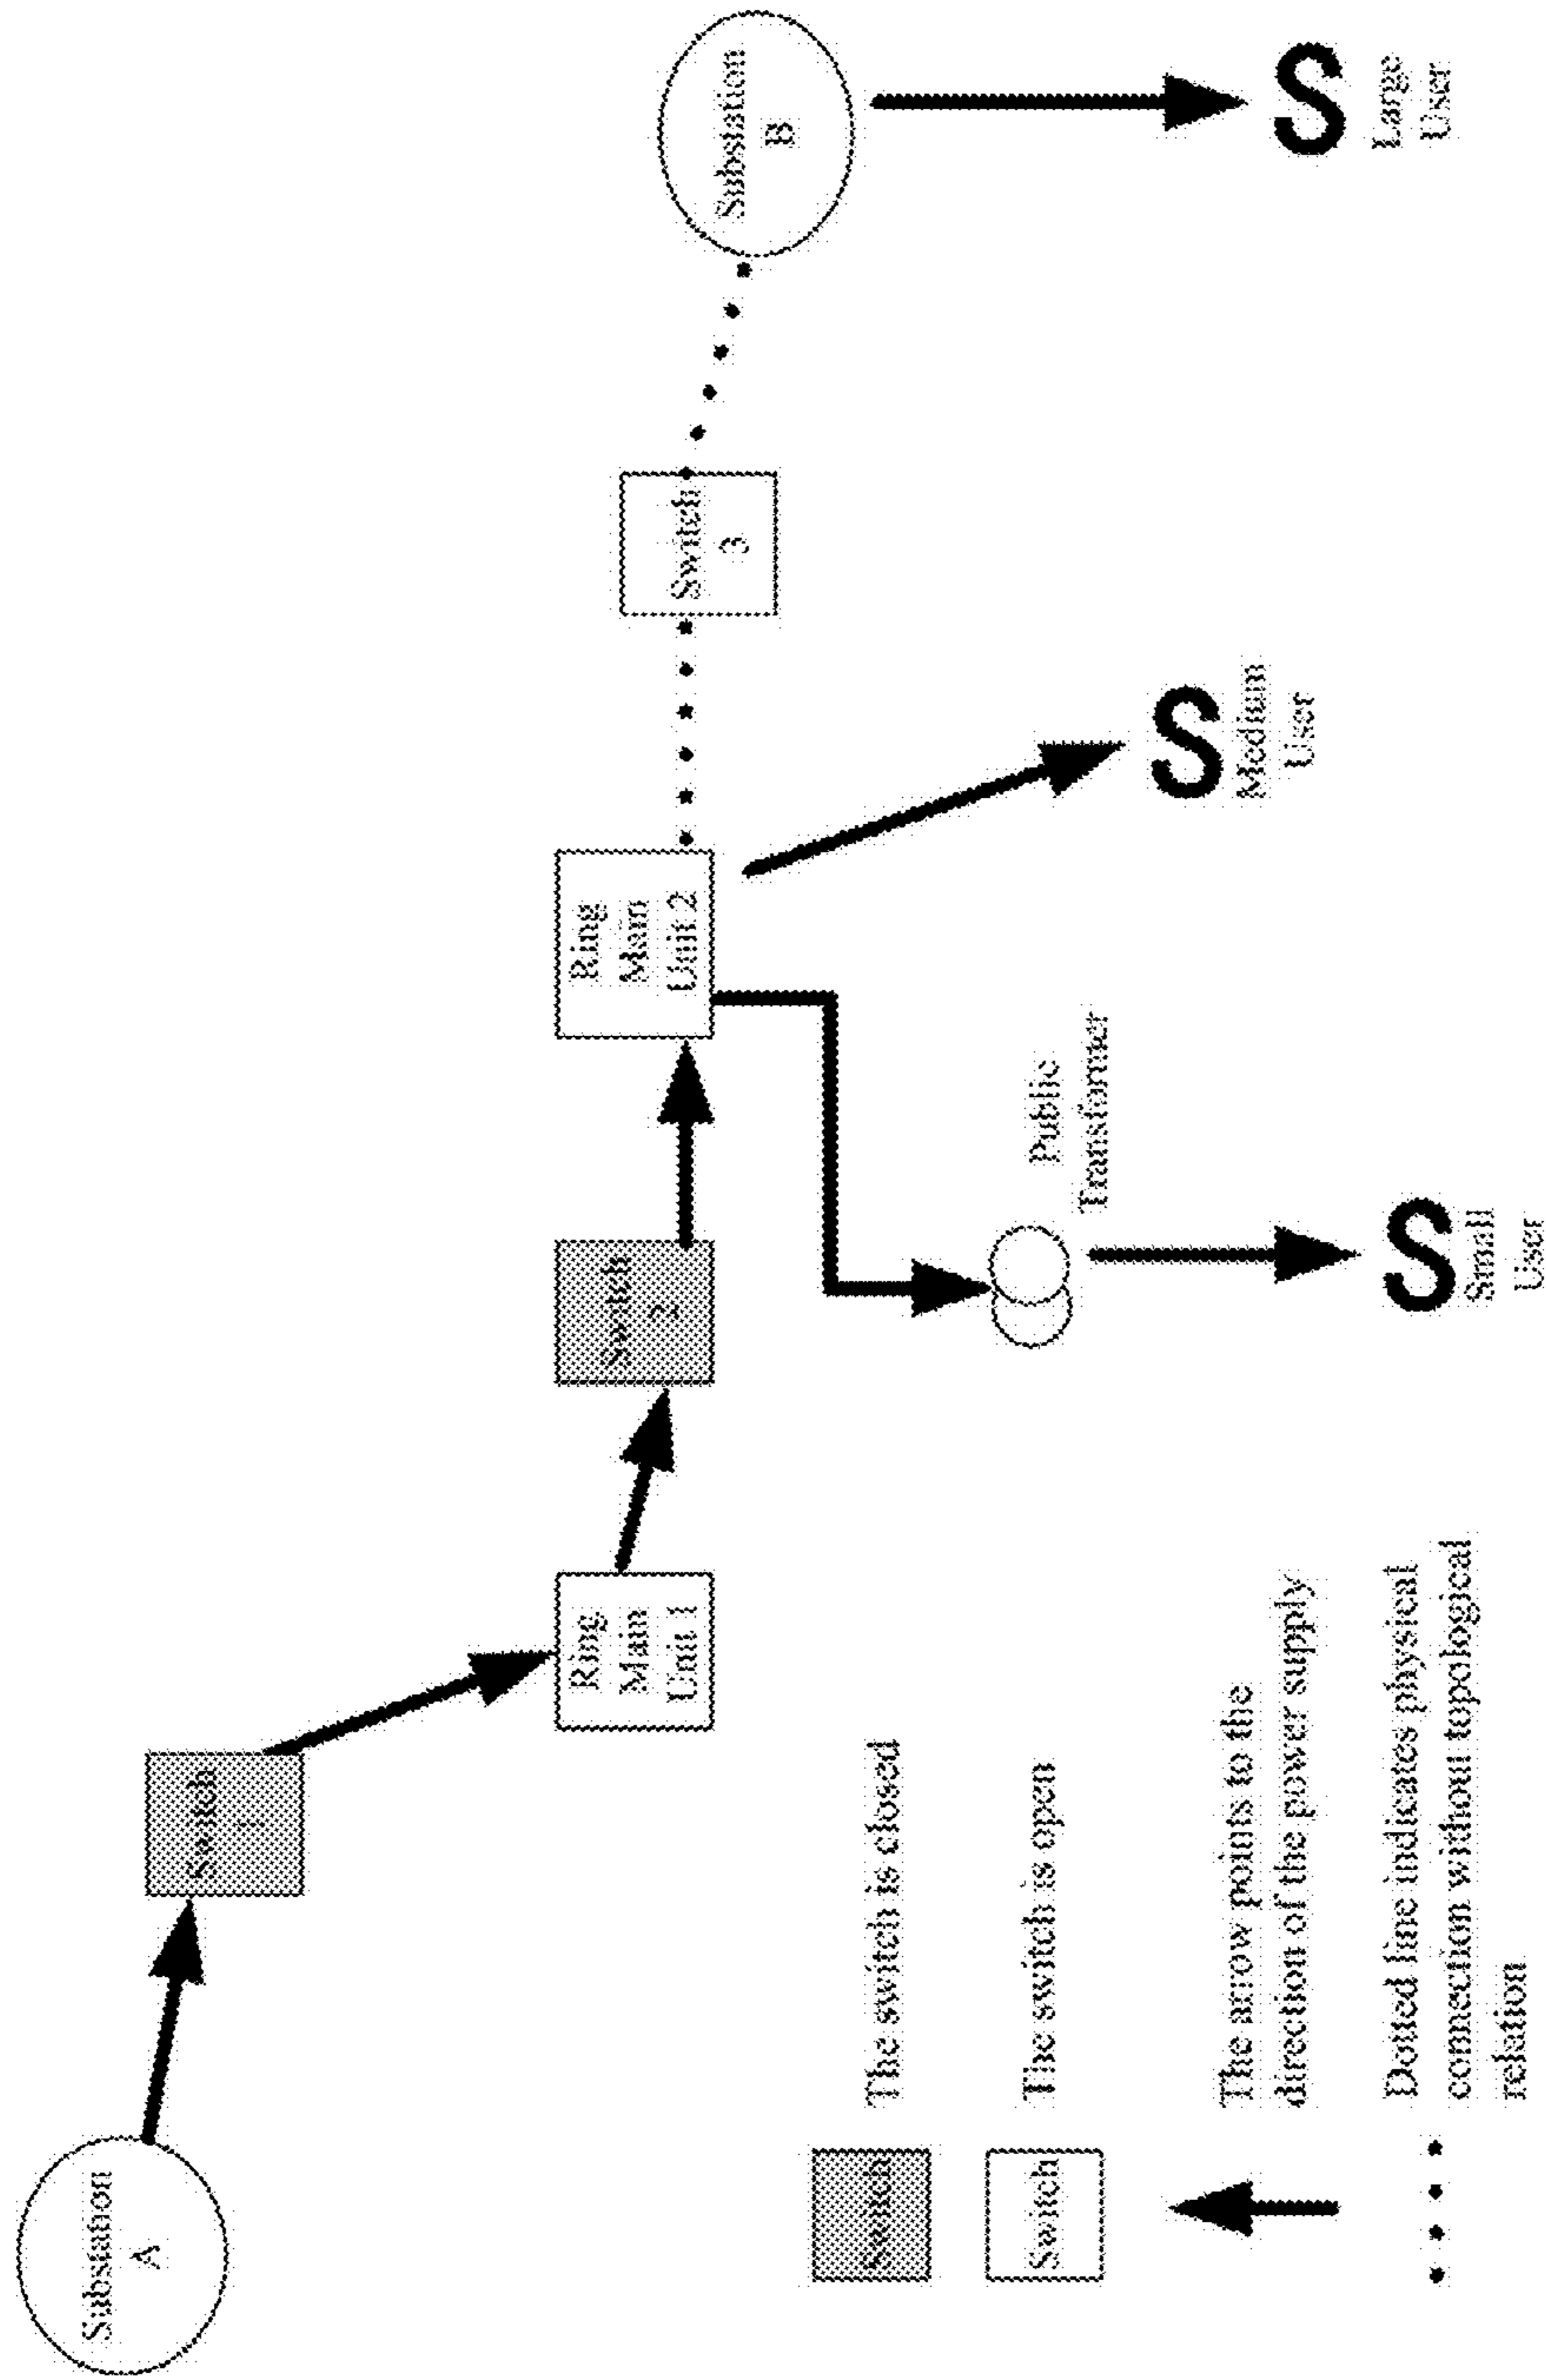 Substation
A
Switch
1
Ring
Main
Unit 1
Switch
2
Ring
Main
Unit 2
Switch
3
Substation
B
Public
Transformer
S
Small
User
S
Medium
User
S
Large
User
Switch
The switch is closed
Switch
The switch is open
The arrow points to the
direction of the power supply
Dotted line indicates physical
connection without topological
relation